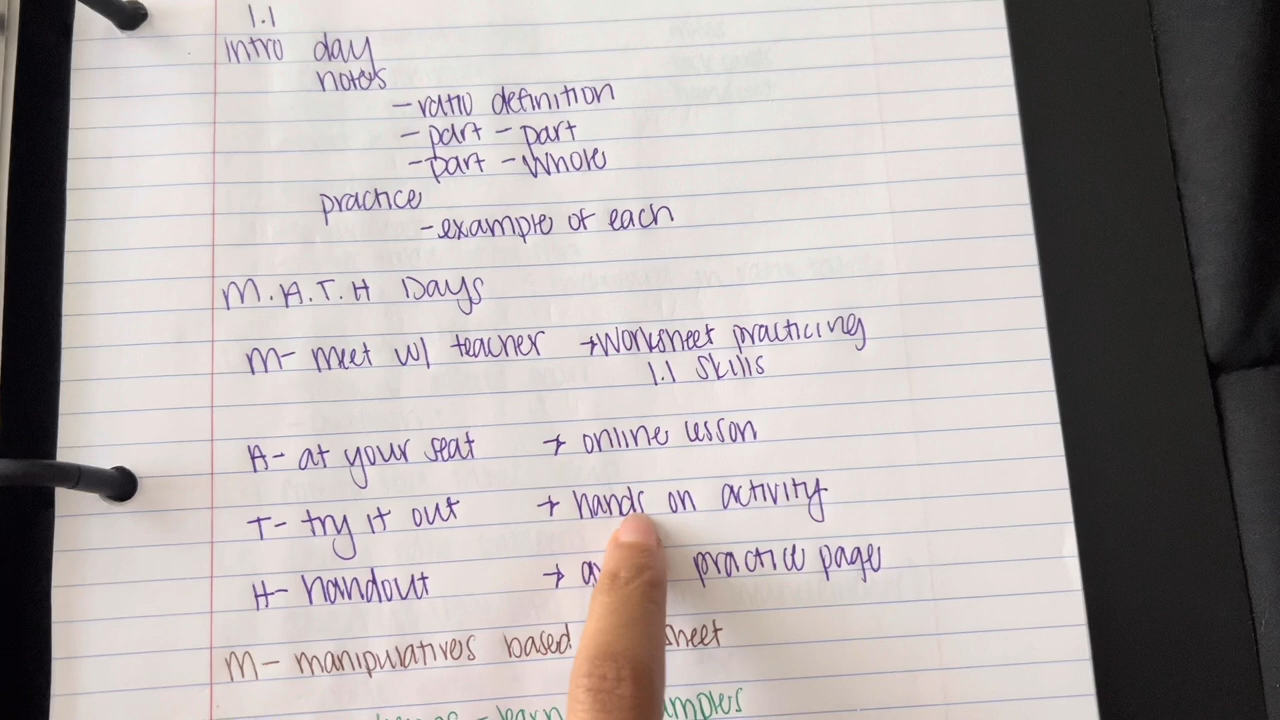 1.1
intro day
notes
- ratio definition
- part - part
- part - whole
practice
- example of each
M.A.T.H Days
M- meet w/ teacher → worksheet practicing
1.1 skills
A- at your seat → online lesson
T- try it out → hands on activity
H- handout → practice page
M- manipulatives based sheet
- learn